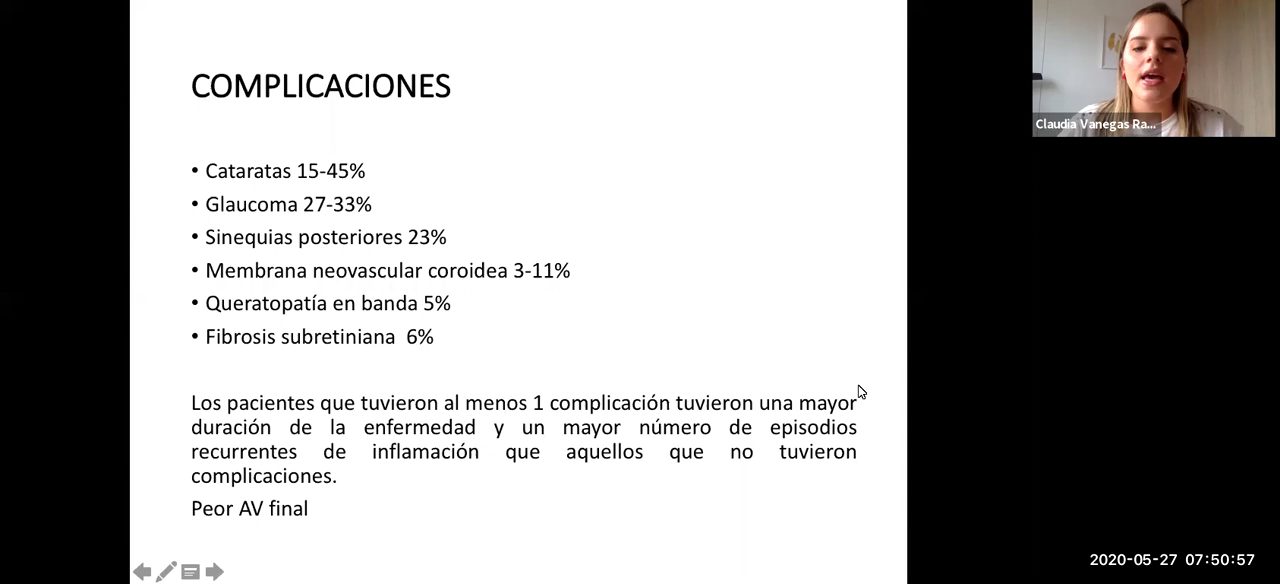 COMPLICACIONES
• Cataratas 15-45%
• Glaucoma 27-33%
• Sinequias posteriores 23%
• Membrana neovascular coroidea 3-11%
• Queratopatía en banda 5%
• Fibrosis subretiniana  6%
Los pacientes que tuvieron al menos 1 complicación tuvieron una mayor
duración de la enfermedad y un mayor número de episodios
recurrentes de inflamación que aquellos que no tuvieron
complicaciones.
Peor AV final
Claudia Vanegas Ra...
2020-05-27 07:50:57